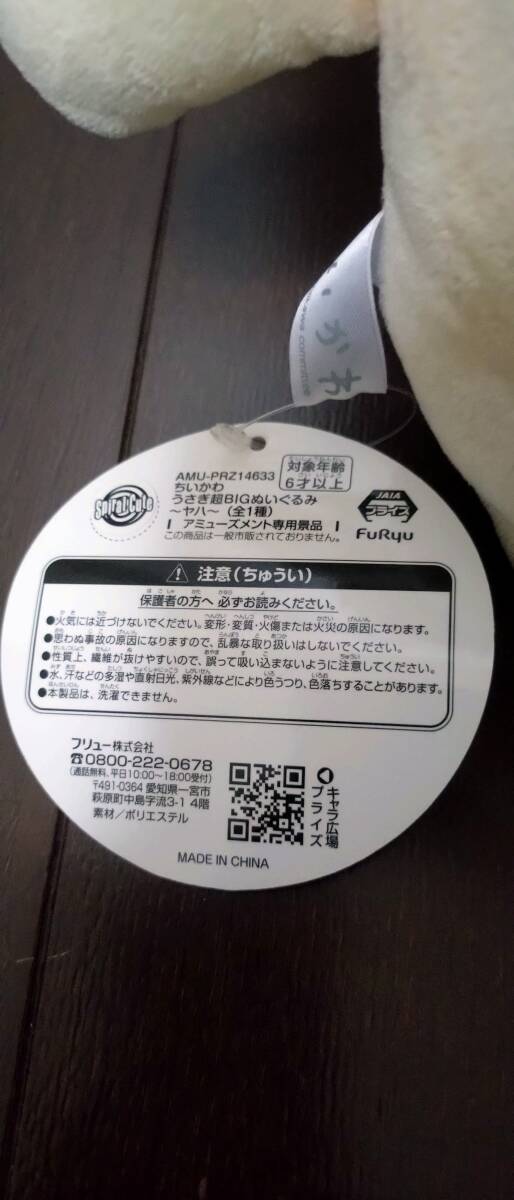 いかわ
AMU-PRZ14633
対象年齢
6才以上
ちいかわ
うさぎ超BIGぬいぐるみ
～ヤハ～（全1種）
| アミューズメント専用景品 |
この商品は一般市販されておりません。
Spiral Cute
JAIA
プライズ
FuRyu
注意（ちゅうい）
保護者の方へ 必ずお読みください。
●火気には近づけないでください。変形・変質・火傷または火災の原因になります。
●思わぬ事故の原因になりますので、乱暴な取り扱いはしないでください。
●性質上、繊維が抜けやすいので、誤って吸い込まないように注意してください。
●水、汗などの多湿や直射日光、紫外線などにより色うつり、色落ちすることがあります。
●本製品は、洗濯できません。
フリュー株式会社
☎0800-222-0678
（通話無料、平日10:00～18:00受付）
〒491-0364 愛知県一宮市
萩原町中島字流3-1 4階
素材／ポリエステル
キャラ広場
プライズ
MADE IN CHINA